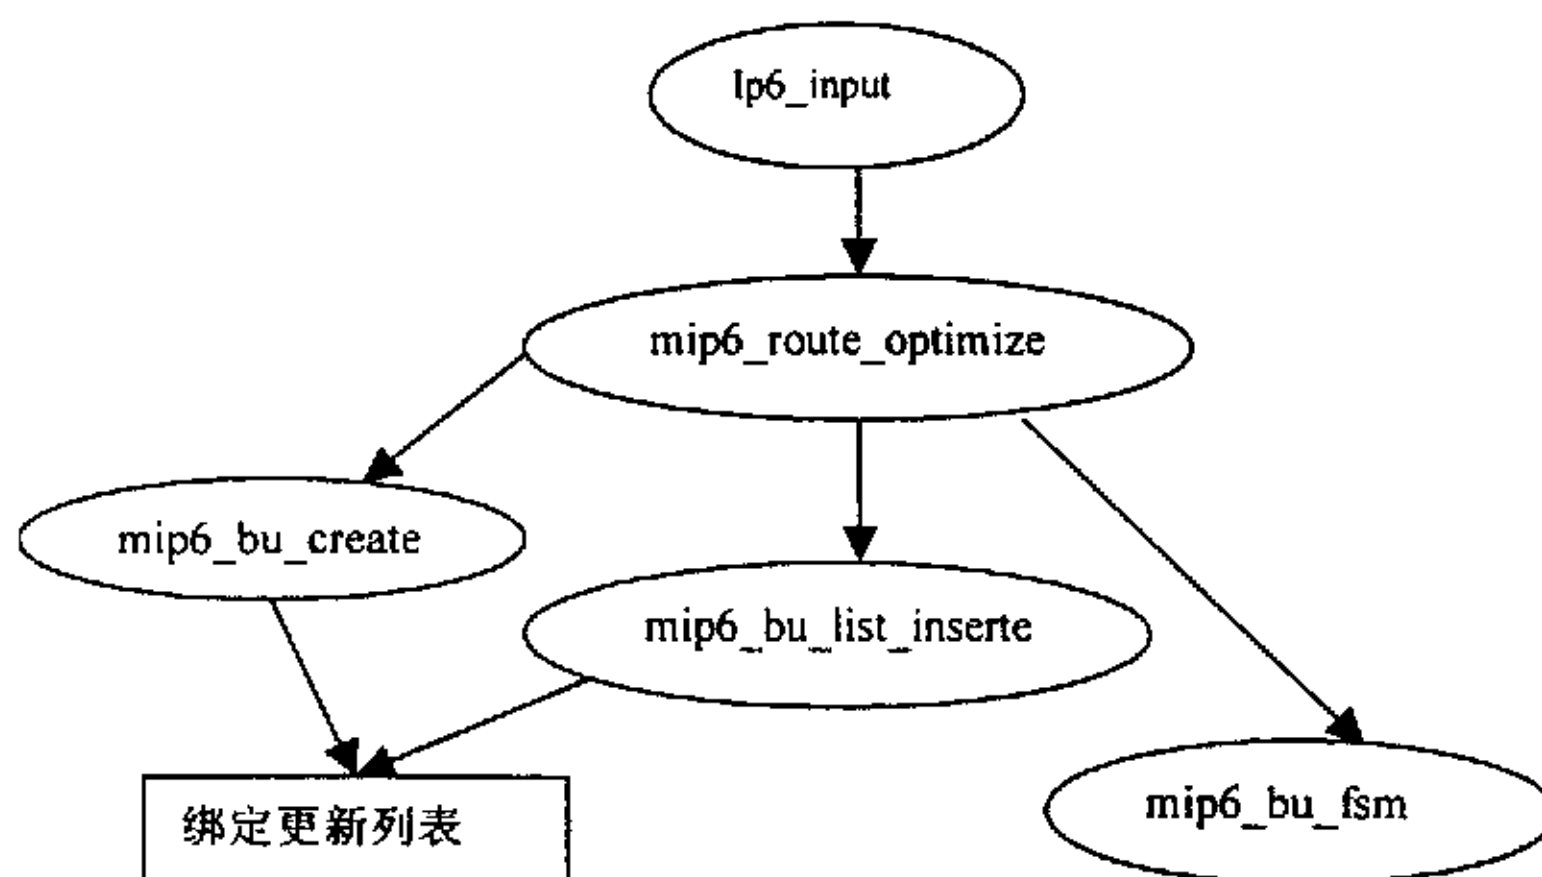 Ip6_input
mip6_route_optimize
mip6_bu_create
mip6_bu_list_inserte
绑定更新列表
mip6_bu_fsm